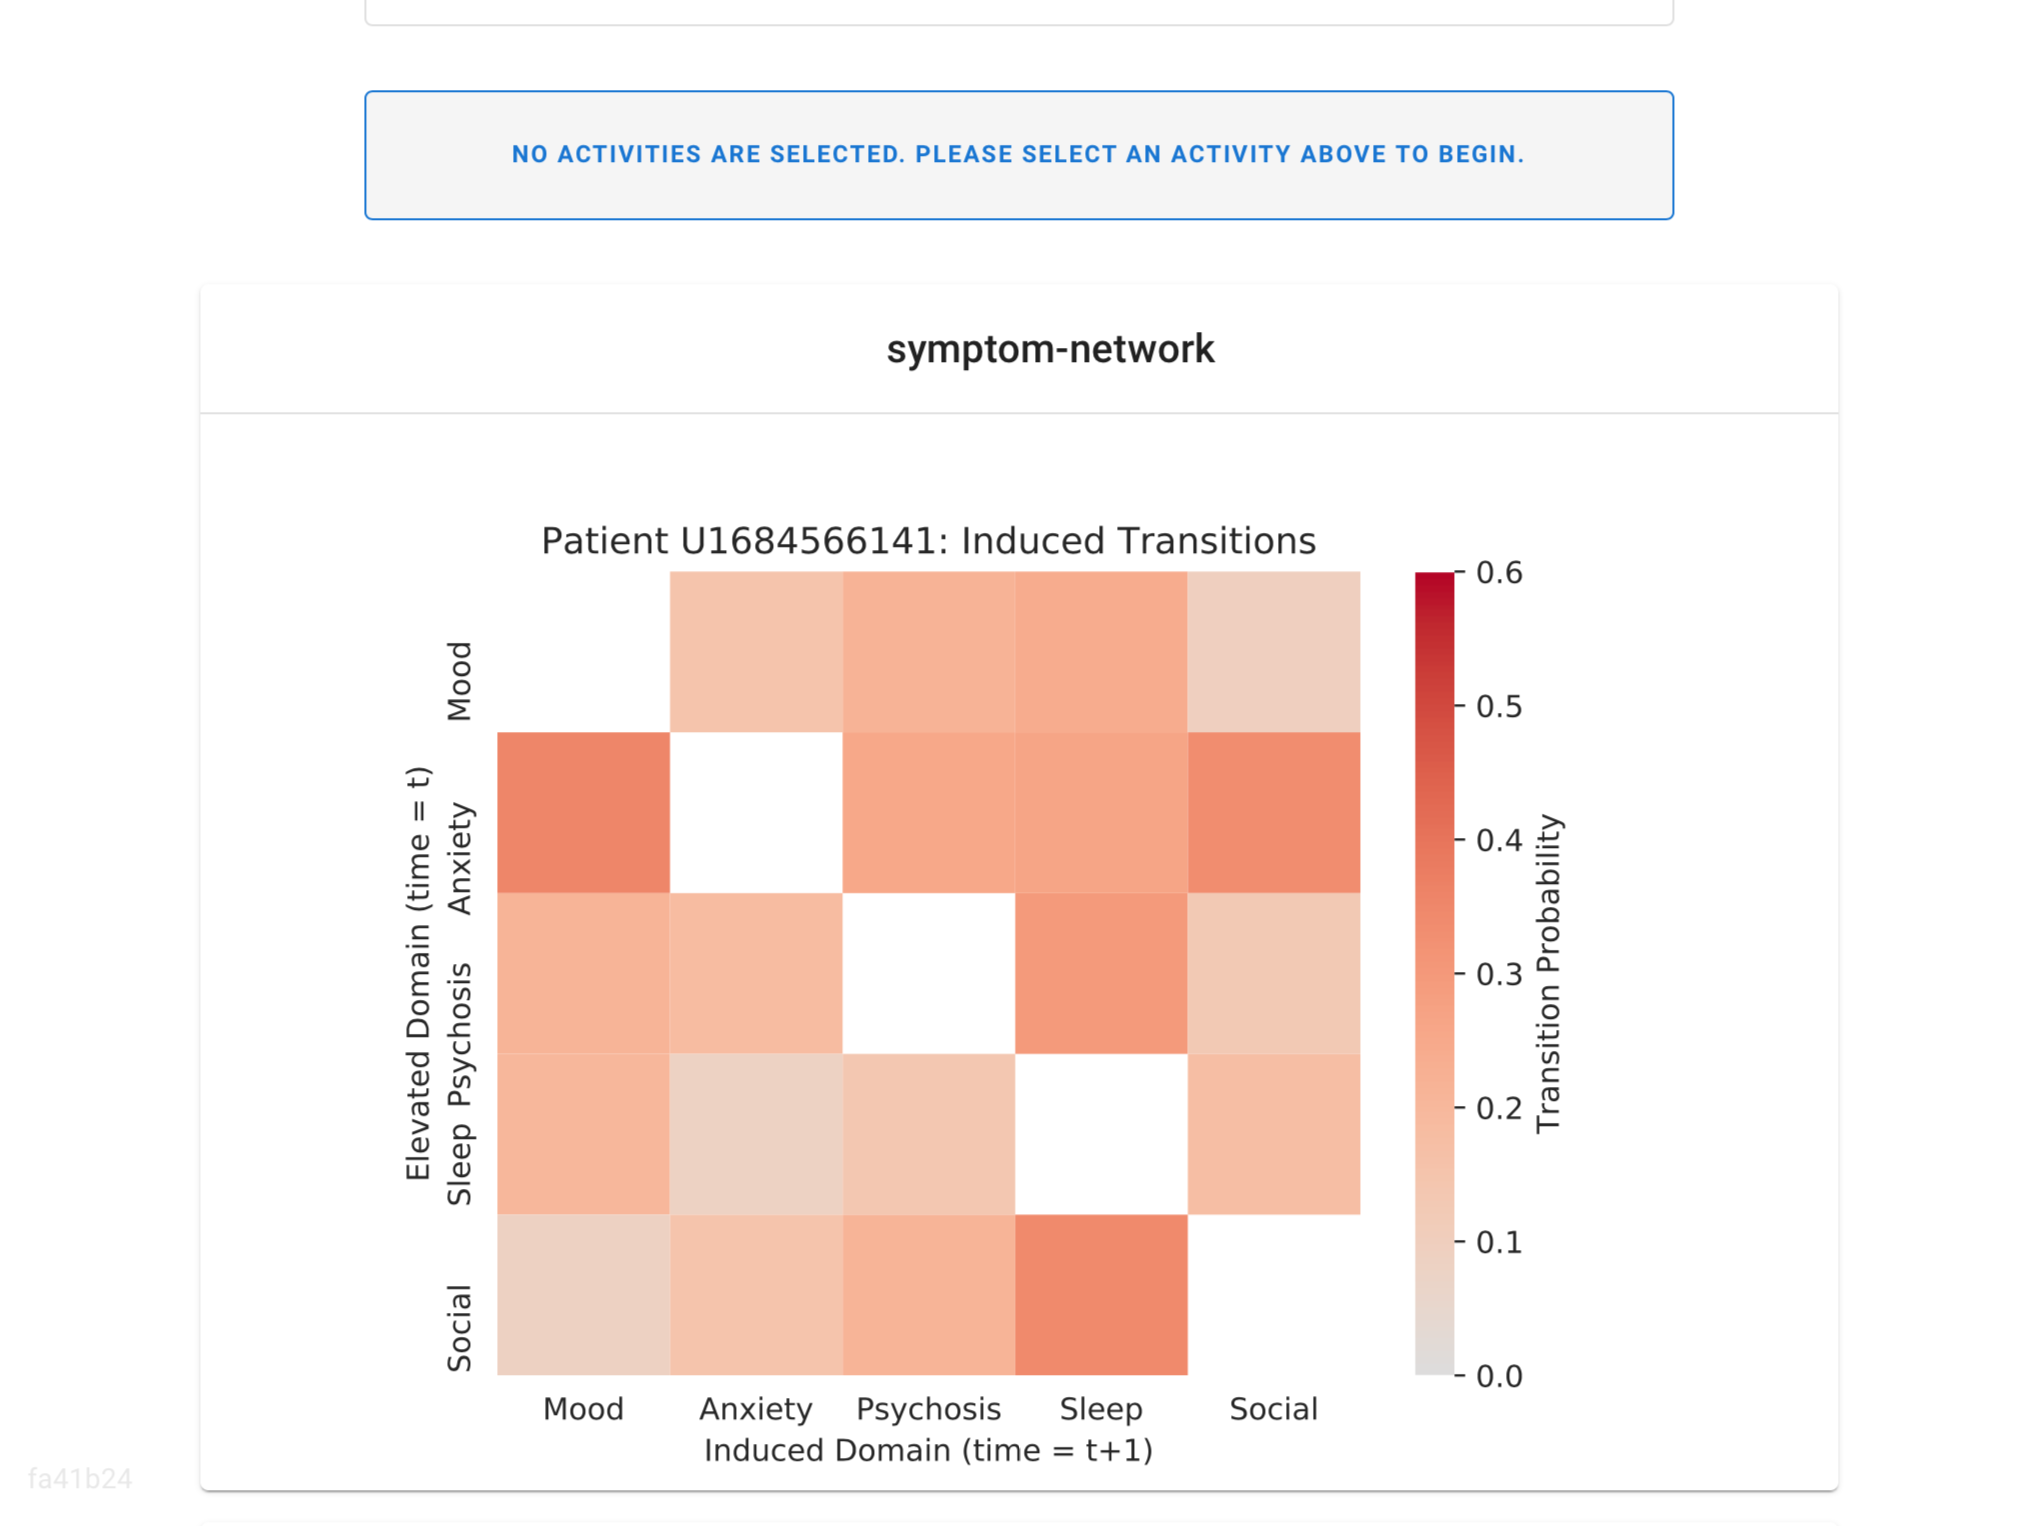 NO ACTIVITIES ARE SELECTED. PLEASE SELECT AN ACTIVITY ABOVE TO BEGIN.
symptom-network
Patient U1684566141: Induced Transitions
Elevated Domain (time = t)
Mood
Anxiety
Psychosis
Sleep
Social
Mood
Anxiety
Psychosis
Sleep
Social
Induced Domain (time = t+1)
0.6
0.5
0.4
0.3
0.2
0.1
0.0
Transition Probability
fa41b24